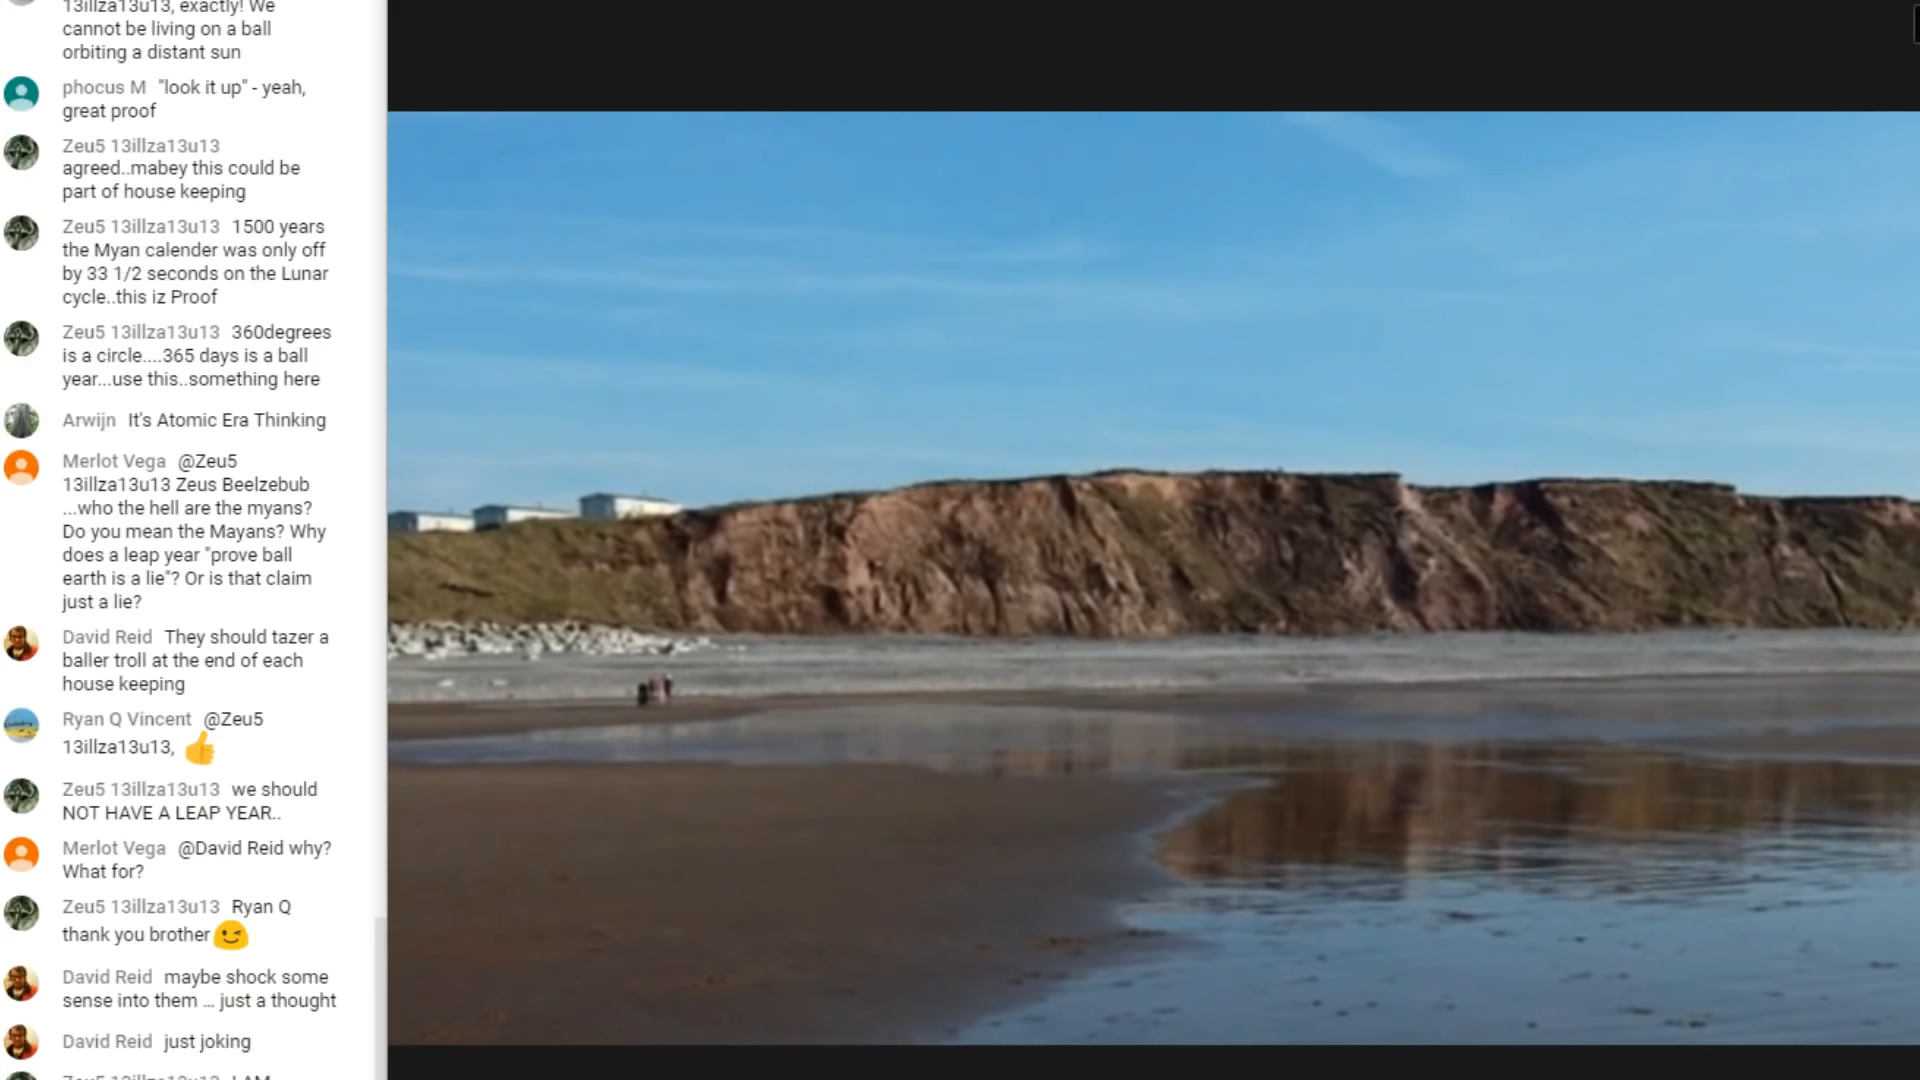 13illza13u13, exactly! We
cannot be living on a ball
orbiting a distant sun
phocus M "look it up" - yeah,
great proof
Zeu5 13illza13u13
agreed..mabey this could be
part of house keeping
Zeu5 13illza13u13 1500 years
the Myan calender was only off
by 33 1/2 seconds on the Lunar
cycle..this iz Proof
Zeu5 13illza13u13 360degrees
is a circle....365 days is a ball
year...use this..something here
Arwijn It's Atomic Era Thinking
Merlot Vega @Zeu5
13illza13u13 Zeus Beelzebub
...who the hell are the myans?
Do you mean the Mayans? Why
does a leap year "prove ball
earth is a lie"? Or is that claim
just a lie?
David Reid They should tazer a
baller troll at the end of each
house keeping
Ryan Q Vincent @Zeu5
13illza13u13, 👍
Zeu5 13illza13u13 we should
NOT HAVE A LEAP YEAR..
Merlot Vega @David Reid why?
What for?
Zeu5 13illza13u13 Ryan Q
thank you brother😉
David Reid maybe shock some
sense into them ... just a thought
David Reid just joking
Zeu5 13illza13u13 I AM